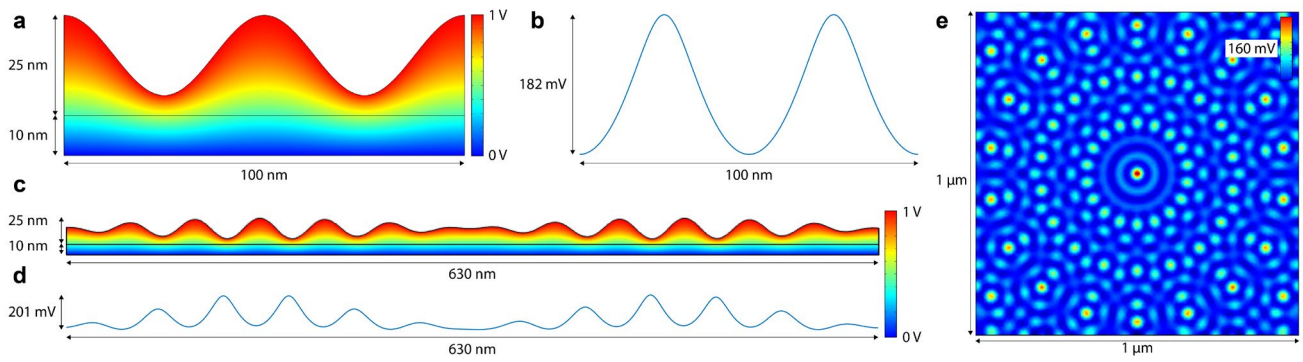 a
1 V
25 nm
10 nm
0 V
100 nm
b
182 mV
100 nm
c
25 nm
10 nm
1 V
630 nm
d
201 mV
0 V
630 nm
e
160 mV
1 µm
1 µm